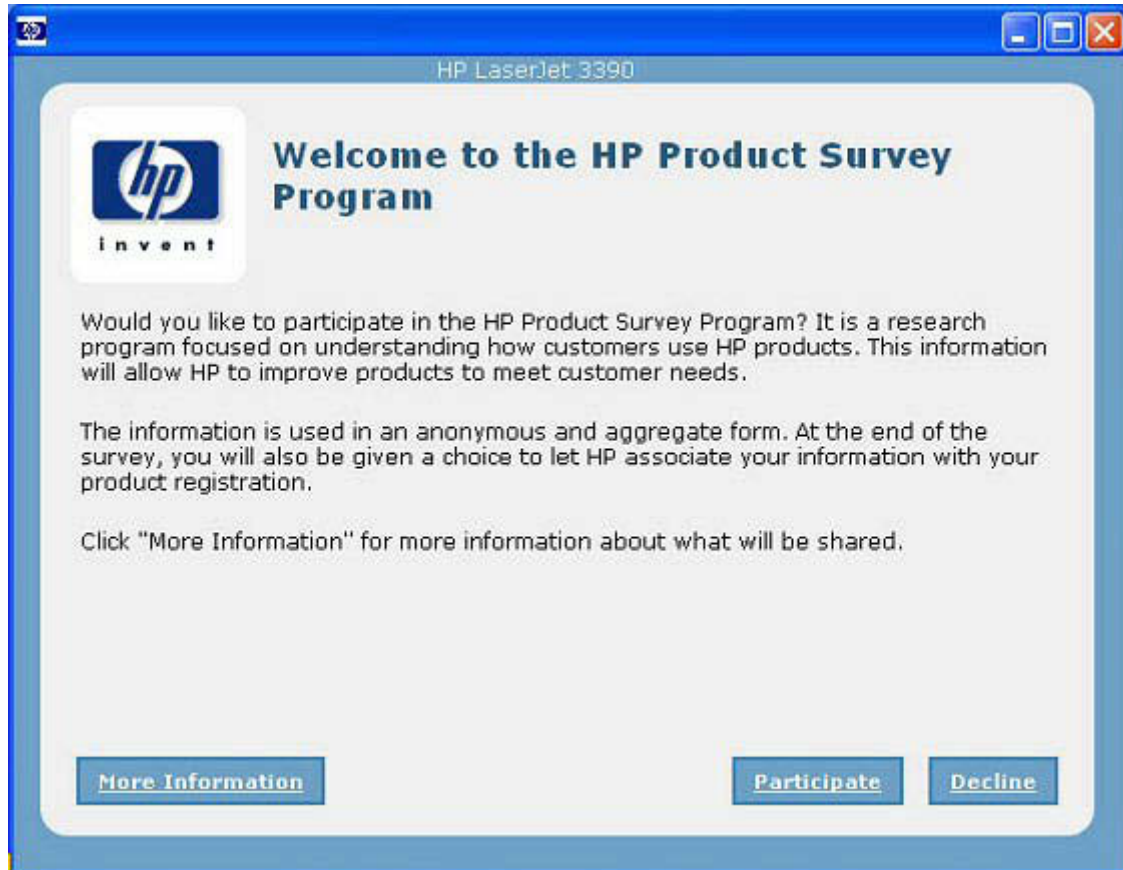 HP LaserJet 3390
hp
invent
Welcome to the HP Product Survey
Program
Would you like to participate in the HP Product Survey Program? It is a research
program focused on understanding how customers use HP products. This information
will allow HP to improve products to meet customer needs.
The information is used in an anonymous and aggregate form. At the end of the
survey, you will also be given a choice to let HP associate your information with your
product registration.
Click "More Information" for more information about what will be shared.
More Information
Participate
Decline